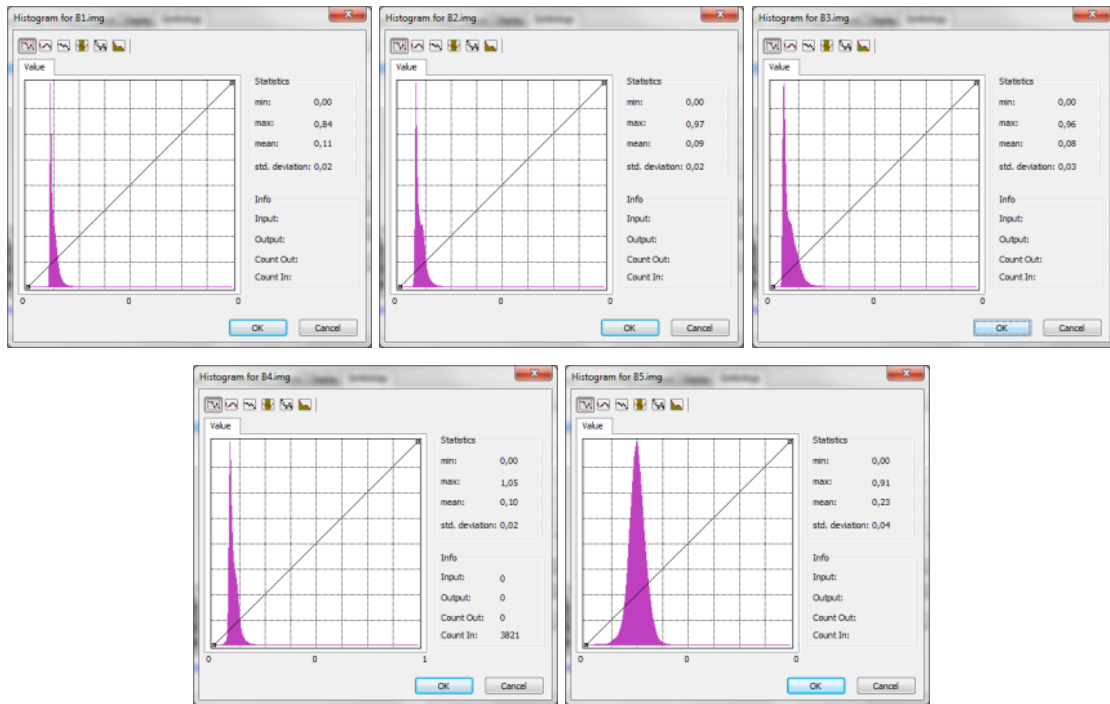 Histogram for B1.img
Value
Statistics
min: 0,00
max: 0,84
mean: 0,11
std. deviation: 0,02
Info
Input:
Output:
Count Out:
Count In:
0 0 0
OK Cancel
Histogram for B2.img
Value
Statistics
min: 0,00
max: 0,97
mean: 0,09
std. deviation: 0,02
Info
Input:
Output:
Count Out:
Count In:
0 0 0
OK Cancel
Histogram for B3.img
Value
Statistics
min: 0,00
max: 0,96
mean: 0,08
std. deviation: 0,03
Info
Input:
Output:
Count Out:
Count In:
0 0 0
OK Cancel
Histogram for B4.img
Value
Statistics
min: 0,00
max: 1,05
mean: 0,10
std. deviation: 0,02
Info
Input: 0
Output: 0
Count Out: 0
Count In: 3821
0 0 1
OK Cancel
Histogram for B5.img
Value
Statistics
min: 0,00
max: 0,91
mean: 0,23
std. deviation: 0,04
Info
Input:
Output:
Count Out:
Count In:
0 0 0
OK Cancel